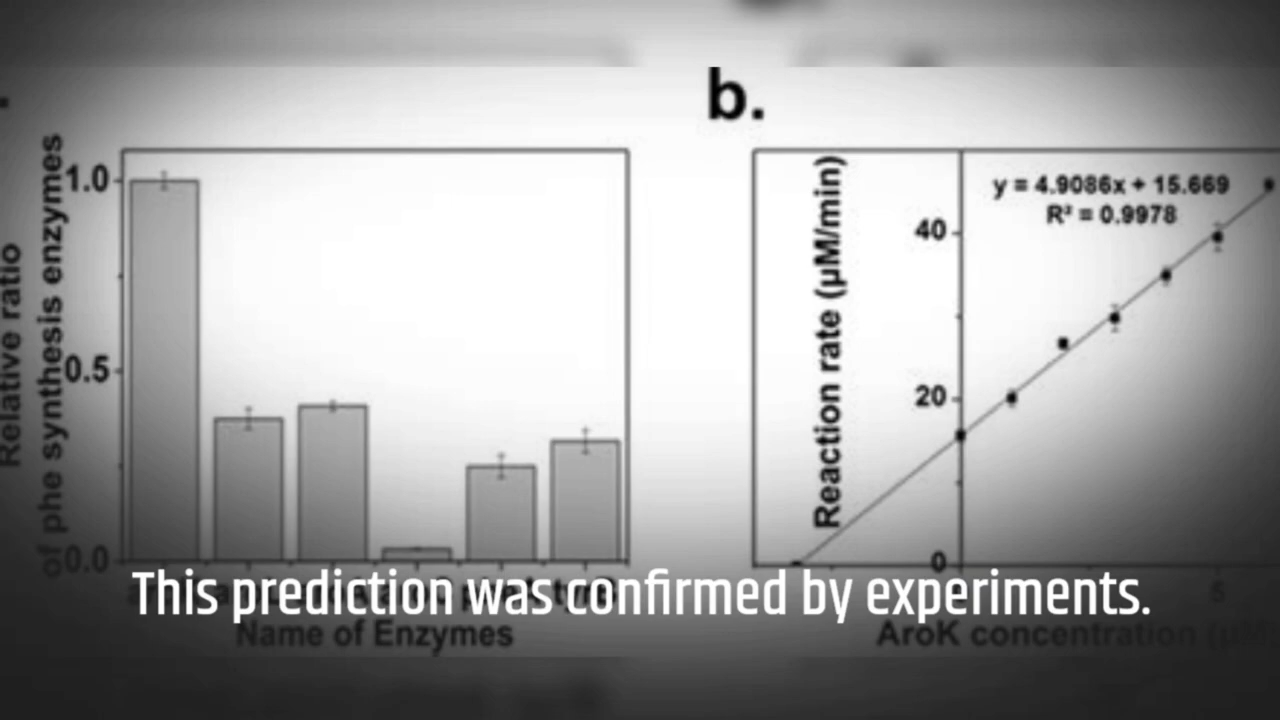 b.
Relative ratio
of phe synthesis enzymes
1.0
0.5
0.0
Name of Enzymes
Reaction rate (µM/min)
y = 4.9086x + 15.669
R² = 0.9978
40
20
0
5
AroK concentration (µM
This prediction was confirmed by experiments.